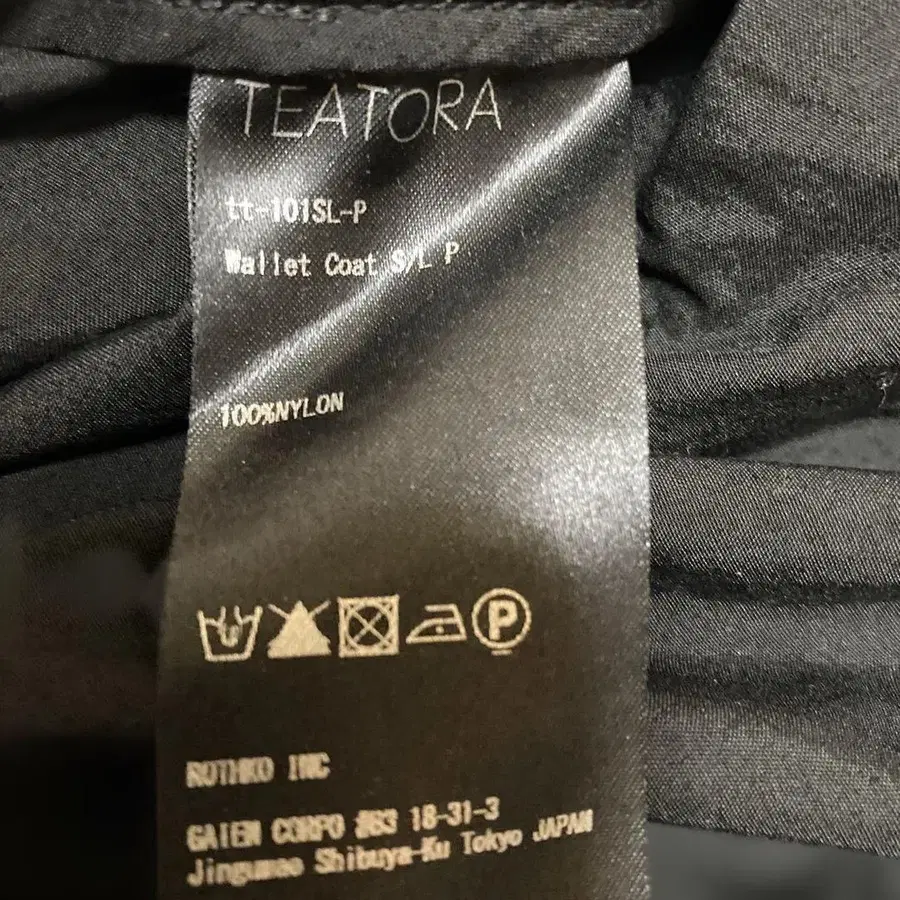 TEATORA
tt-101SL-P
Wallet Coat S/L P
100%NYLON
P
ROTHKO INC
GAIEN CORPO #63 18-31-3
Jingumae Shibuya-Ku Tokyo JAPAN